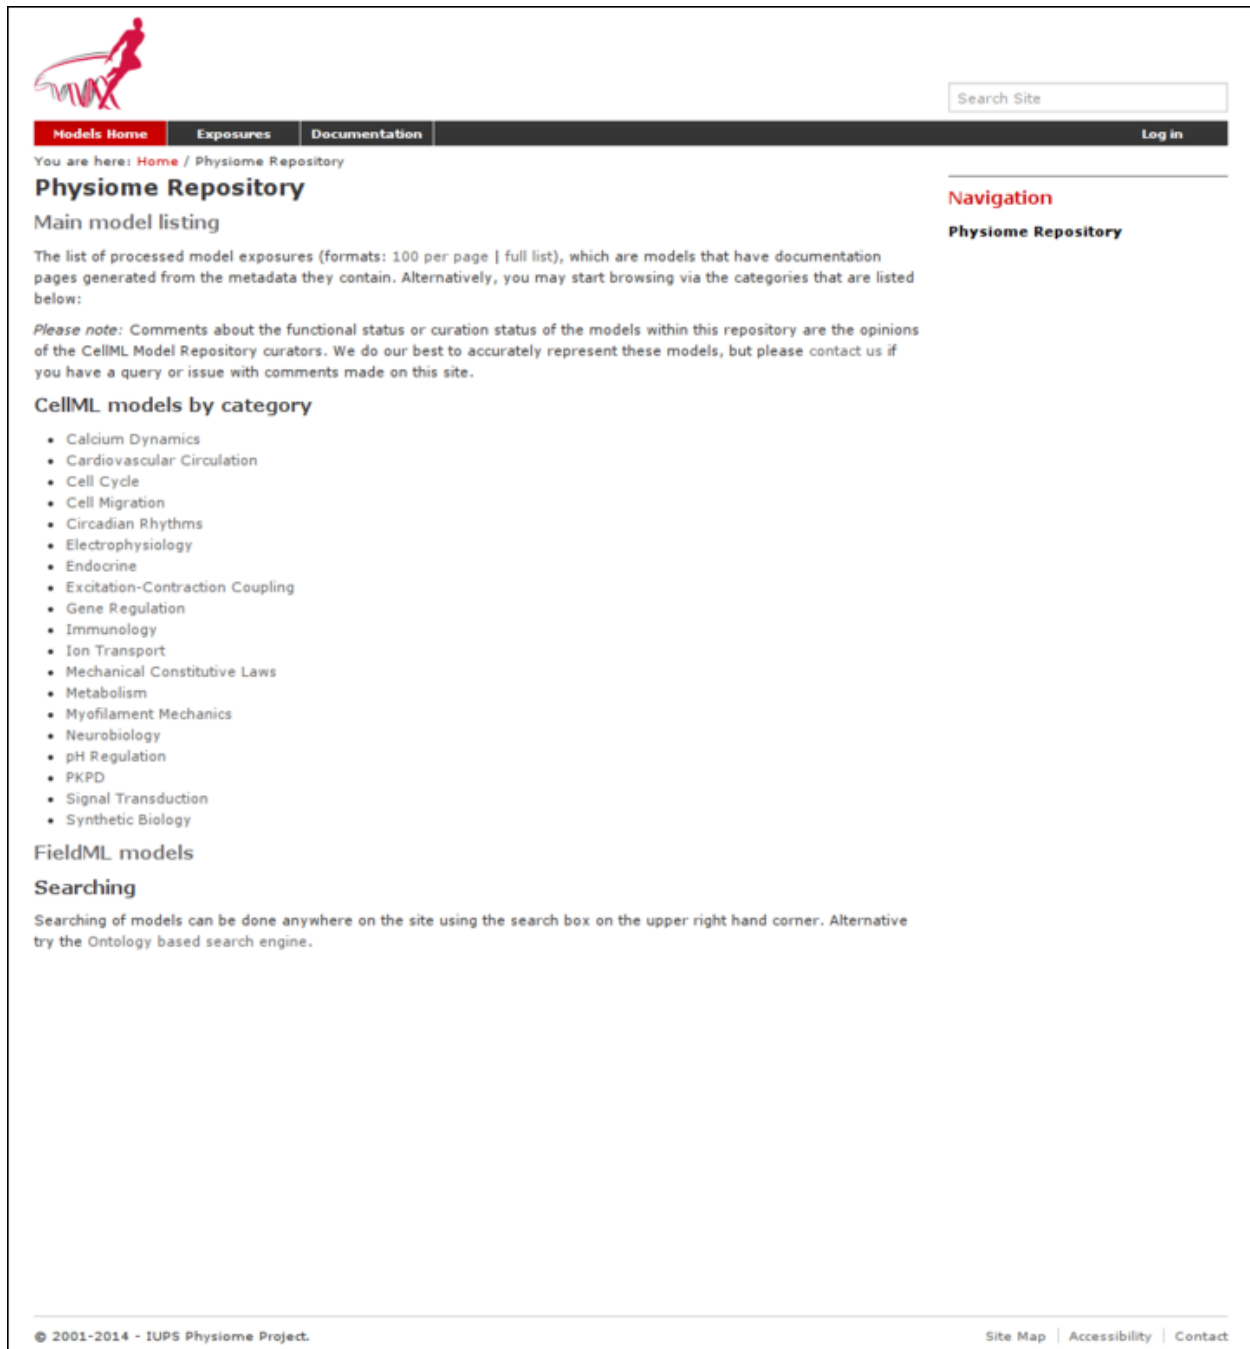 Search Site
Models Home Exposures Documentation Log in
You are here: Home / Physiome Repository
Physiome Repository
Main model listing
The list of processed model exposures (formats: 100 per page | full list), which are models that have documentation
pages generated from the metadata they contain. Alternatively, you may start browsing via the categories that are listed
below:
Please note: Comments about the functional status or curation status of the models within this repository are the opinions
of the CellML Model Repository curators. We do our best to accurately represent these models, but please contact us if
you have a query or issue with comments made on this site.
CellML models by category
• Calcium Dynamics
• Cardiovascular Circulation
• Cell Cycle
• Cell Migration
• Circadian Rhythms
• Electrophysiology
• Endocrine
• Excitation-Contraction Coupling
• Gene Regulation
• Immunology
• Ion Transport
• Mechanical Constitutive Laws
• Metabolism
• Myofilament Mechanics
• Neurobiology
• pH Regulation
• PKPD
• Signal Transduction
• Synthetic Biology
FieldML models
Searching
Searching of models can be done anywhere on the site using the search box on the upper right hand corner. Alternative
try the Ontology based search engine.
Navigation
Physiome Repository
© 2001-2014 - IUPS Physiome Project.
Site Map | Accessibility | Contact